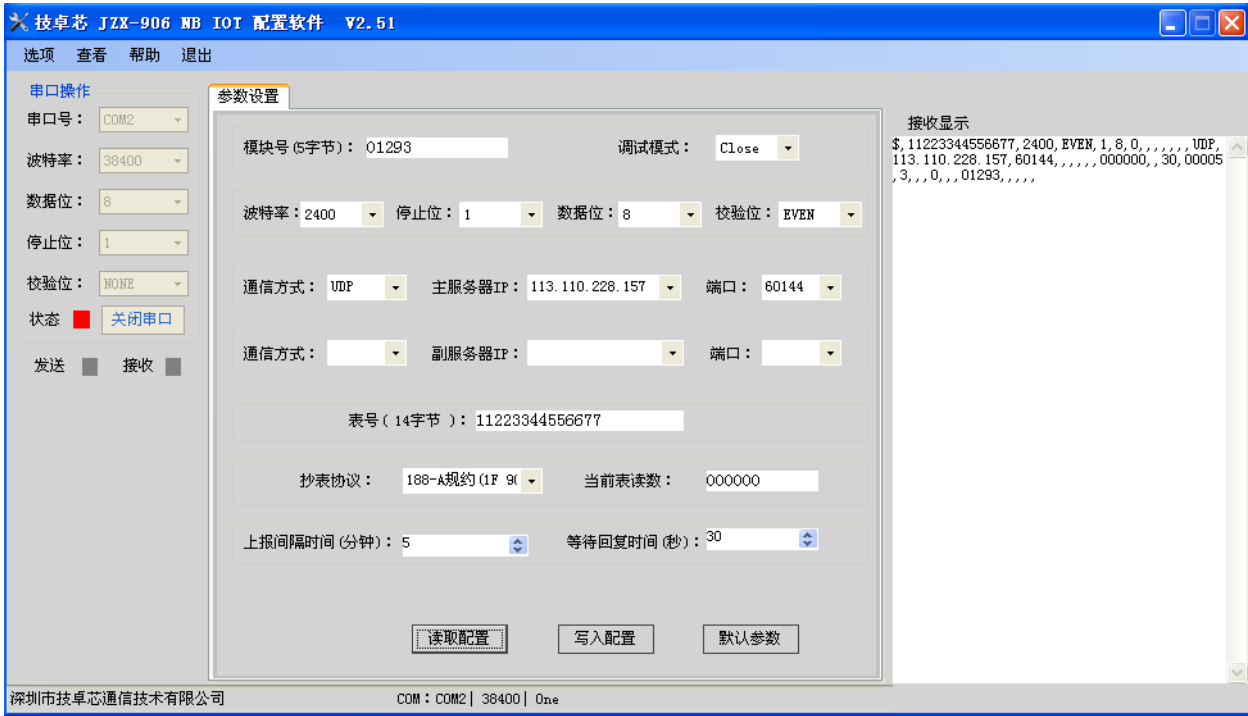 技卓芯 JZX-906 NB IOT 配置软件 V2.51
选项 查看 帮助 退出
串口操作
串口号： COM2
波特率： 38400
数据位： 8
停止位： 1
校验位： NONE
状态 关闭串口
发送 接收
参数设置
模块号(5字节)： 01293 调试模式： Close
波特率： 2400 停止位： 1 数据位： 8 校验位： EVEN
通信方式： UDP 主服务器IP： 113.110.228.157 端口： 60144
通信方式： 副服务器IP： 端口：
表号( 14字节 )： 11223344556677
抄表协议： 188-A规约(1F 90 当前表读数： 000000
上报间隔时间(分钟)： 5 等待回复时间(秒)： 30
读取配置 写入配置 默认参数
接收显示
$,11223344556677,2400,EVEN,1,8,0,,,,,,,UDP,
113.110.228.157,60144,,,,,,000000,,30,00005
,3,,,0,,,01293,,,,,
深圳市技卓芯通信技术有限公司 COM：COM2| 38400| One